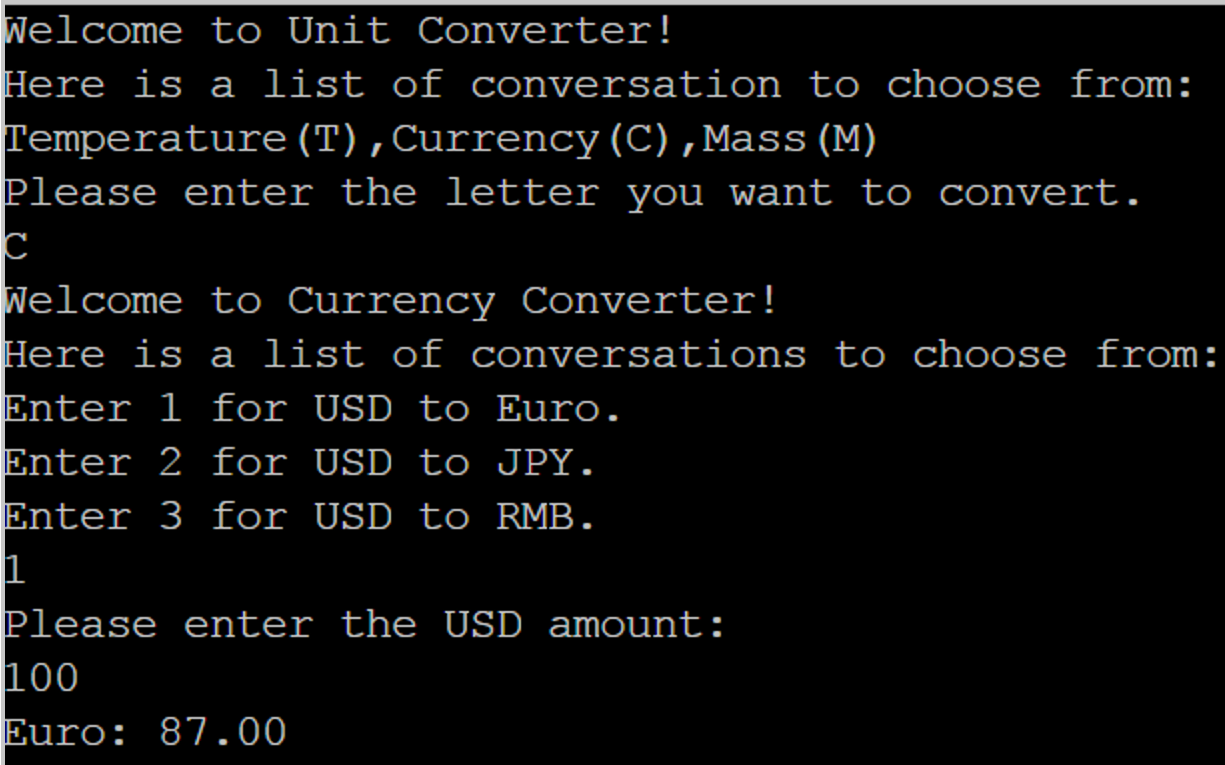 Welcome to Unit Converter!
Here is a list of conversation to choose from:
Temperature(T),Currency(C),Mass(M)
Please enter the letter you want to convert.
C
Welcome to Currency Converter!
Here is a list of conversations to choose from:
Enter 1 for USD to Euro.
Enter 2 for USD to JPY.
Enter 3 for USD to RMB.
1
Please enter the USD amount:
100
Euro: 87.00